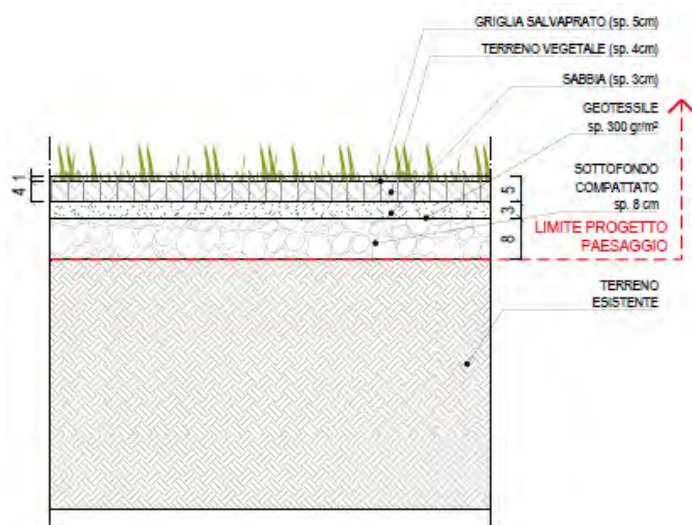 GRIGLIA SALVAPRATO (sp. 5cm)
TERRENO VEGETALE (sp. 4cm)
SABBIA (sp. 3cm)
GEOTESSILE
sp. 300 gr/m²
SOTTOFONDO
COMPATTATO
sp. 8 cm
LIMITE PROGETTO
PAESAGGIO
TERRENO
ESISTENTE
4 1
5
3
8